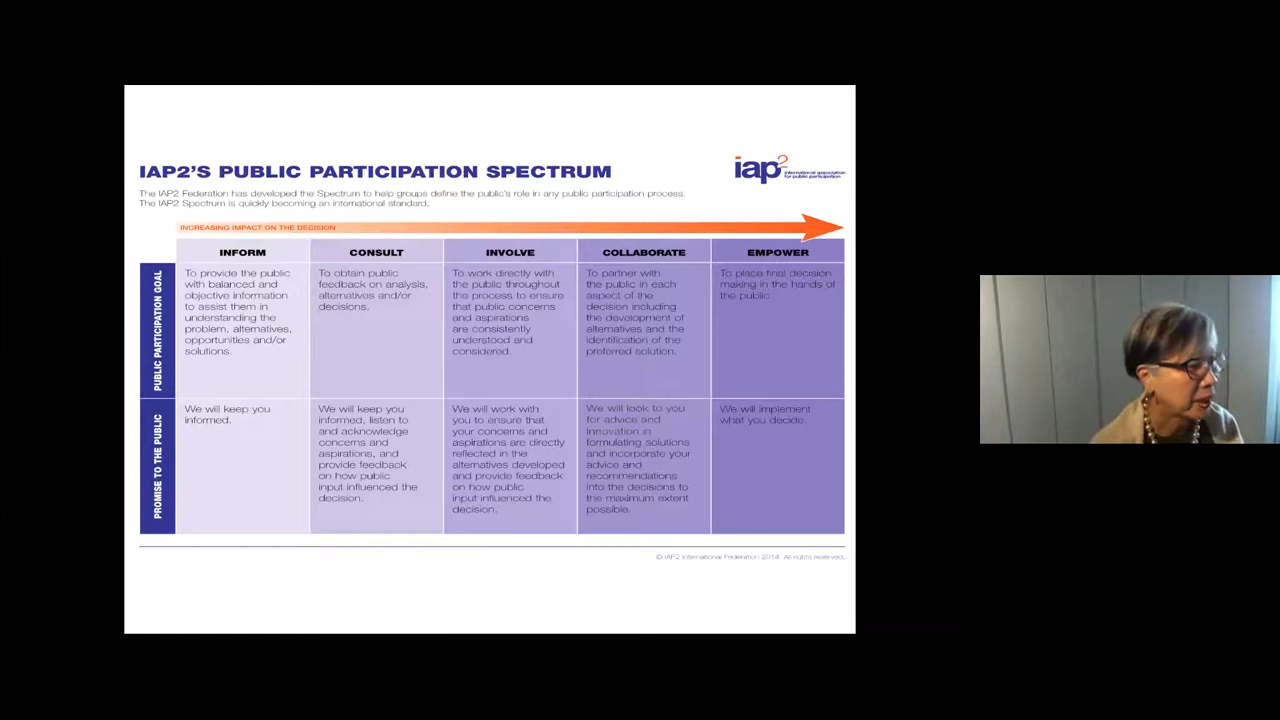 IAP2'S PUBLIC PARTICIPATION SPECTRUM
iap2
international association
for public participation
The IAP2 Federation has developed the Spectrum to help groups define the public's role in any public participation process.
The IAP2 Spectrum is quickly becoming an international standard.
INCREASING IMPACT ON THE DECISION
INFORM
CONSULT
INVOLVE
COLLABORATE
EMPOWER
PUBLIC PARTICIPATION GOAL
To provide the public
with balanced and
objective information
to assist them in
understanding the
problem, alternatives,
opportunities and/or
solutions.
To obtain public
feedback on analysis,
alternatives and/or
decisions.
To work directly with
the public throughout
the process to ensure
that public concerns
and aspirations
are consistently
understood and
considered.
To partner with
the public in each
aspect of the
decision including
the development of
alternatives and the
identification of the
preferred solution.
To place final decision
making in the hands of
the public.
PROMISE TO THE PUBLIC
We will keep you
informed.
We will keep you
informed, listen to
and acknowledge
concerns and
aspirations, and
provide feedback
on how public
input influenced the
decision.
We will work with
you to ensure that
your concerns and
aspirations are directly
reflected in the
alternatives developed
and provide feedback
on how public
input influenced the
decision.
We will look to you
for advice and
innovation in
formulating solutions
and incorporate your
advice and
recommendations
into the decisions to
the maximum extent
possible.
We will implement
what you decide.
© IAP2 International Federation 2014. All rights reserved.